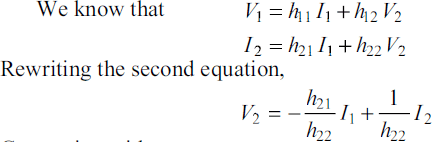 We know that V₁ = h₁₁ I₁ + h₁₂ V₂
I₂ = h₂₁ I₁ + h₂₂ V₂
Rewriting the second equation,
V₂ = − h₂₁/h₂₂ I₁ + 1/h₂₂ I₂